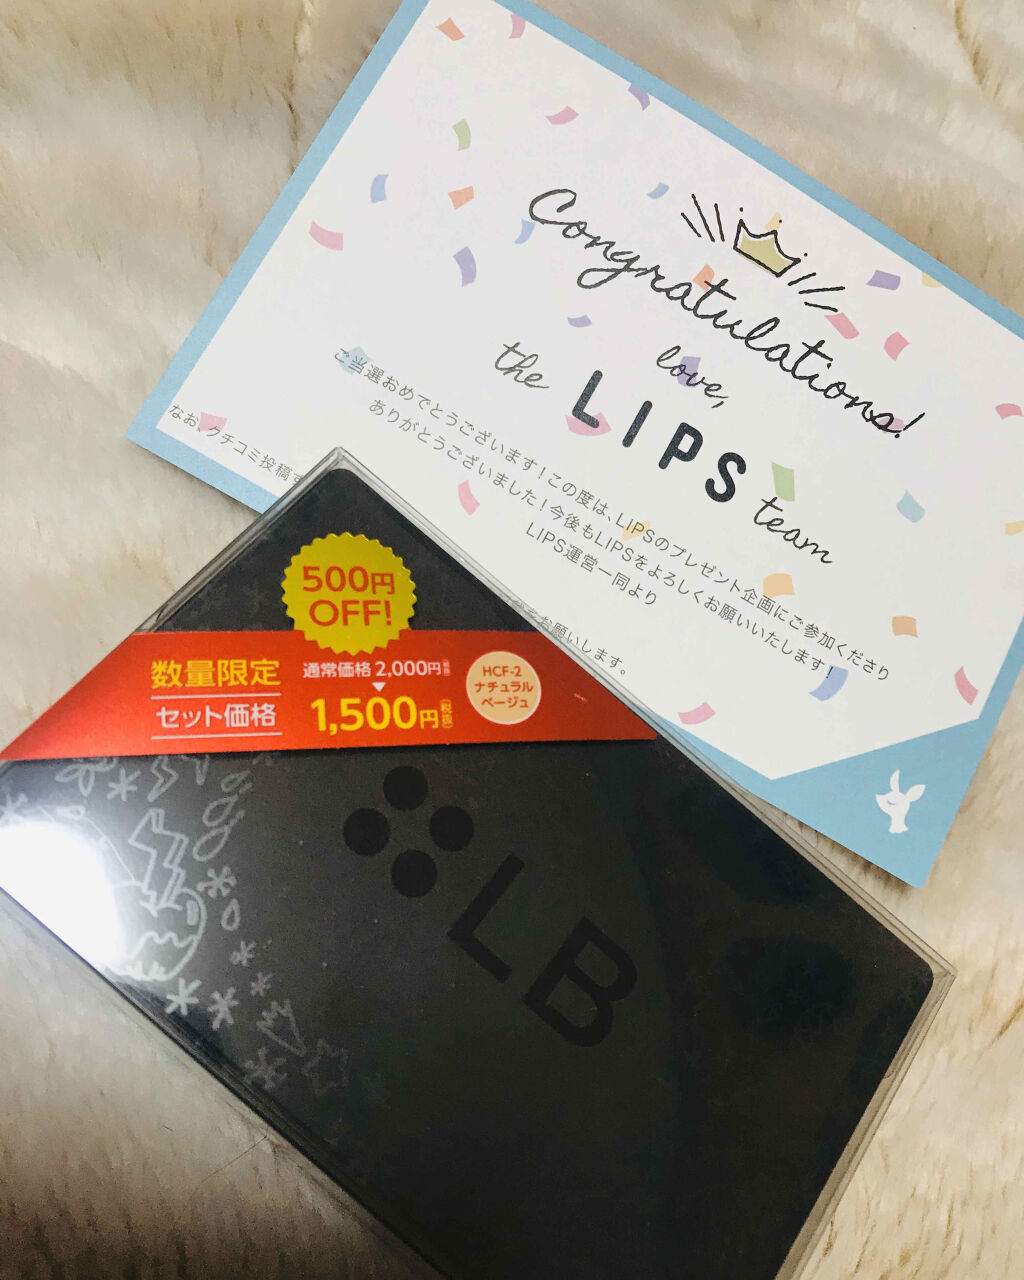 Congratulations!
love,
the LIPS team
ご当選おめでとうございます!この度は、LIPSのプレゼント企画にご参加くださり
ありがとうございました!今後もLIPSをよろしくお願いいたします!
LIPS運営一同より
なお、クチコミ投稿す
をお願いします。
500円
OFF!
数量限定
セット価格
通常価格 2,000円
1,500円 税抜
HCF-2
ナチュラル
ベージュ
LB